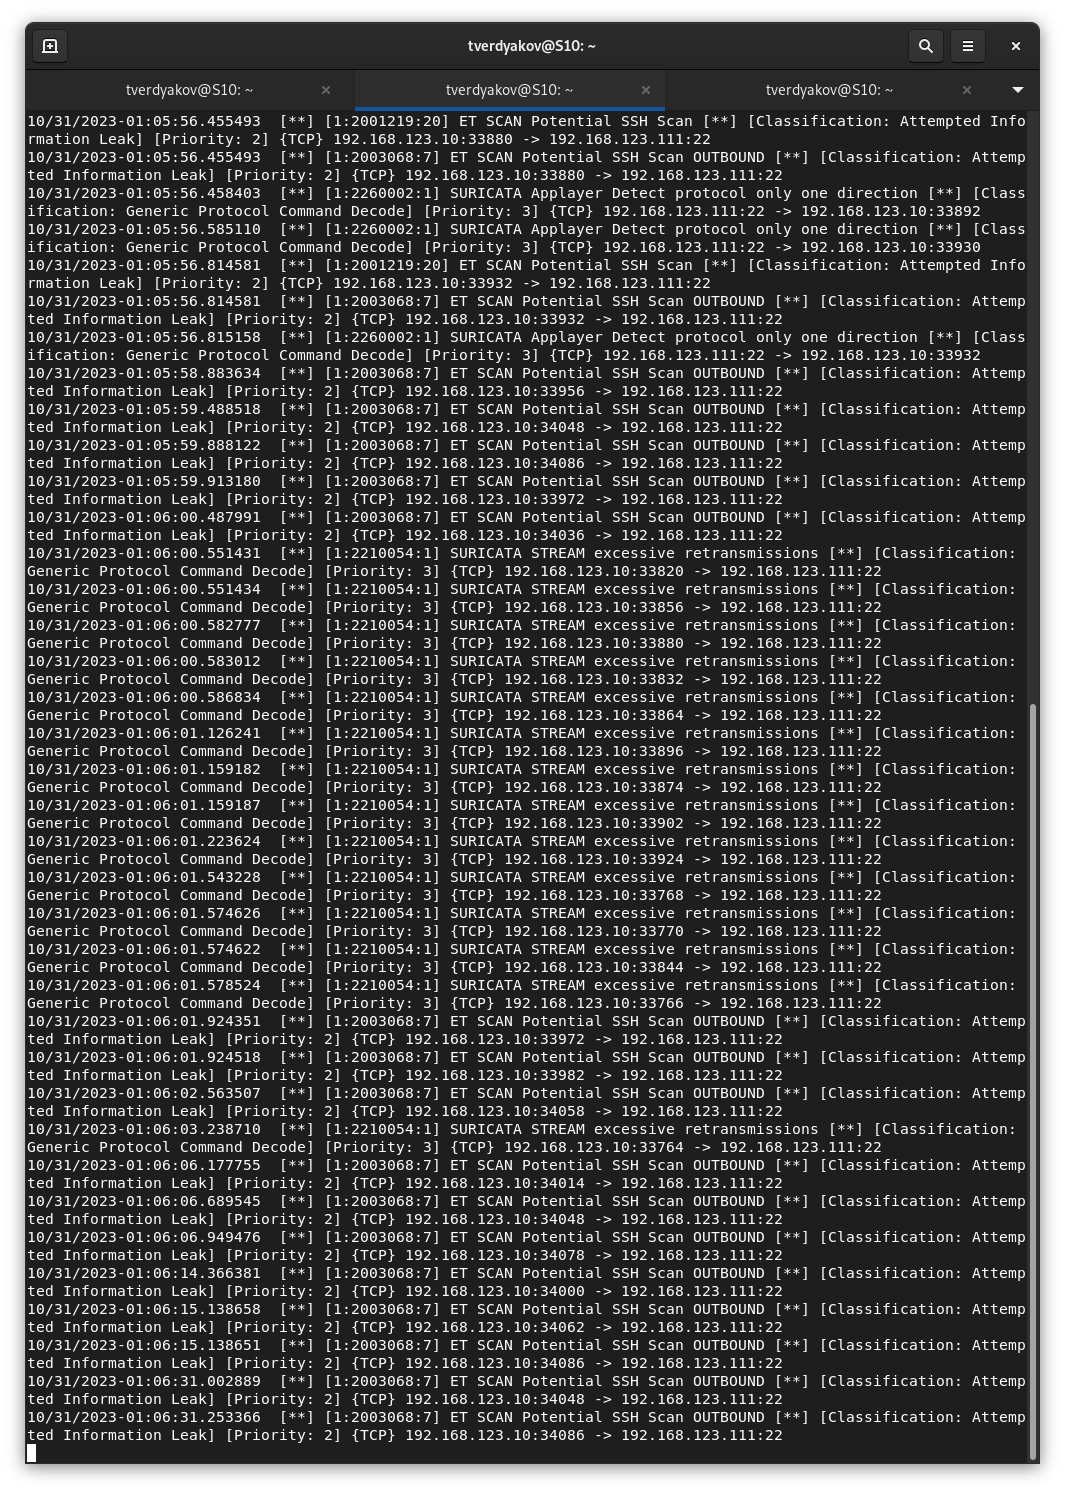 tverdyakov@S10: ~
tverdyakov@S10: ~
tverdyakov@S10: ~
tverdyakov@S10: ~
10/31/2023-01:05:56.455493  [**] [1:2001219:20] ET SCAN Potential SSH Scan [**] [Classification: Attempted Info
rmation Leak] [Priority: 2] {TCP} 192.168.123.10:33880 -> 192.168.123.111:22
10/31/2023-01:05:56.455493  [**] [1:2003068:7] ET SCAN Potential SSH Scan OUTBOUND [**] [Classification: Attemp
ted Information Leak] [Priority: 2] {TCP} 192.168.123.10:33880 -> 192.168.123.111:22
10/31/2023-01:05:56.458403  [**] [1:2260002:1] SURICATA Applayer Detect protocol only one direction [**] [Class
ification: Generic Protocol Command Decode] [Priority: 3] {TCP} 192.168.123.111:22 -> 192.168.123.10:33892
10/31/2023-01:05:56.585110  [**] [1:2260002:1] SURICATA Applayer Detect protocol only one direction [**] [Class
ification: Generic Protocol Command Decode] [Priority: 3] {TCP} 192.168.123.111:22 -> 192.168.123.10:33930
10/31/2023-01:05:56.814581  [**] [1:2001219:20] ET SCAN Potential SSH Scan [**] [Classification: Attempted Info
rmation Leak] [Priority: 2] {TCP} 192.168.123.10:33932 -> 192.168.123.111:22
10/31/2023-01:05:56.814581  [**] [1:2003068:7] ET SCAN Potential SSH Scan OUTBOUND [**] [Classification: Attemp
ted Information Leak] [Priority: 2] {TCP} 192.168.123.10:33932 -> 192.168.123.111:22
10/31/2023-01:05:56.815158  [**] [1:2260002:1] SURICATA Applayer Detect protocol only one direction [**] [Class
ification: Generic Protocol Command Decode] [Priority: 3] {TCP} 192.168.123.111:22 -> 192.168.123.10:33932
10/31/2023-01:05:58.883634  [**] [1:2003068:7] ET SCAN Potential SSH Scan OUTBOUND [**] [Classification: Attemp
ted Information Leak] [Priority: 2] {TCP} 192.168.123.10:33956 -> 192.168.123.111:22
10/31/2023-01:05:59.488518  [**] [1:2003068:7] ET SCAN Potential SSH Scan OUTBOUND [**] [Classification: Attemp
ted Information Leak] [Priority: 2] {TCP} 192.168.123.10:34048 -> 192.168.123.111:22
10/31/2023-01:05:59.888122  [**] [1:2003068:7] ET SCAN Potential SSH Scan OUTBOUND [**] [Classification: Attemp
ted Information Leak] [Priority: 2] {TCP} 192.168.123.10:34086 -> 192.168.123.111:22
10/31/2023-01:05:59.913180  [**] [1:2003068:7] ET SCAN Potential SSH Scan OUTBOUND [**] [Classification: Attemp
ted Information Leak] [Priority: 2] {TCP} 192.168.123.10:33972 -> 192.168.123.111:22
10/31/2023-01:06:00.487991  [**] [1:2003068:7] ET SCAN Potential SSH Scan OUTBOUND [**] [Classification: Attemp
ted Information Leak] [Priority: 2] {TCP} 192.168.123.10:34036 -> 192.168.123.111:22
10/31/2023-01:06:00.551431  [**] [1:2210054:1] SURICATA STREAM excessive retransmissions [**] [Classification:
Generic Protocol Command Decode] [Priority: 3] {TCP} 192.168.123.10:33820 -> 192.168.123.111:22
10/31/2023-01:06:00.551434  [**] [1:2210054:1] SURICATA STREAM excessive retransmissions [**] [Classification:
Generic Protocol Command Decode] [Priority: 3] {TCP} 192.168.123.10:33856 -> 192.168.123.111:22
10/31/2023-01:06:00.582777  [**] [1:2210054:1] SURICATA STREAM excessive retransmissions [**] [Classification:
Generic Protocol Command Decode] [Priority: 3] {TCP} 192.168.123.10:33880 -> 192.168.123.111:22
10/31/2023-01:06:00.583012  [**] [1:2210054:1] SURICATA STREAM excessive retransmissions [**] [Classification:
Generic Protocol Command Decode] [Priority: 3] {TCP} 192.168.123.10:33832 -> 192.168.123.111:22
10/31/2023-01:06:00.586834  [**] [1:2210054:1] SURICATA STREAM excessive retransmissions [**] [Classification:
Generic Protocol Command Decode] [Priority: 3] {TCP} 192.168.123.10:33864 -> 192.168.123.111:22
10/31/2023-01:06:01.126241  [**] [1:2210054:1] SURICATA STREAM excessive retransmissions [**] [Classification:
Generic Protocol Command Decode] [Priority: 3] {TCP} 192.168.123.10:33896 -> 192.168.123.111:22
10/31/2023-01:06:01.159182  [**] [1:2210054:1] SURICATA STREAM excessive retransmissions [**] [Classification:
Generic Protocol Command Decode] [Priority: 3] {TCP} 192.168.123.10:33874 -> 192.168.123.111:22
10/31/2023-01:06:01.159187  [**] [1:2210054:1] SURICATA STREAM excessive retransmissions [**] [Classification:
Generic Protocol Command Decode] [Priority: 3] {TCP} 192.168.123.10:33902 -> 192.168.123.111:22
10/31/2023-01:06:01.223624  [**] [1:2210054:1] SURICATA STREAM excessive retransmissions [**] [Classification:
Generic Protocol Command Decode] [Priority: 3] {TCP} 192.168.123.10:33924 -> 192.168.123.111:22
10/31/2023-01:06:01.543228  [**] [1:2210054:1] SURICATA STREAM excessive retransmissions [**] [Classification:
Generic Protocol Command Decode] [Priority: 3] {TCP} 192.168.123.10:33768 -> 192.168.123.111:22
10/31/2023-01:06:01.574626  [**] [1:2210054:1] SURICATA STREAM excessive retransmissions [**] [Classification:
Generic Protocol Command Decode] [Priority: 3] {TCP} 192.168.123.10:33770 -> 192.168.123.111:22
10/31/2023-01:06:01.574622  [**] [1:2210054:1] SURICATA STREAM excessive retransmissions [**] [Classification:
Generic Protocol Command Decode] [Priority: 3] {TCP} 192.168.123.10:33844 -> 192.168.123.111:22
10/31/2023-01:06:01.578524  [**] [1:2210054:1] SURICATA STREAM excessive retransmissions [**] [Classification:
Generic Protocol Command Decode] [Priority: 3] {TCP} 192.168.123.10:33766 -> 192.168.123.111:22
10/31/2023-01:06:01.924351  [**] [1:2003068:7] ET SCAN Potential SSH Scan OUTBOUND [**] [Classification: Attemp
ted Information Leak] [Priority: 2] {TCP} 192.168.123.10:33972 -> 192.168.123.111:22
10/31/2023-01:06:01.924518  [**] [1:2003068:7] ET SCAN Potential SSH Scan OUTBOUND [**] [Classification: Attemp
ted Information Leak] [Priority: 2] {TCP} 192.168.123.10:33982 -> 192.168.123.111:22
10/31/2023-01:06:02.563507  [**] [1:2003068:7] ET SCAN Potential SSH Scan OUTBOUND [**] [Classification: Attemp
ted Information Leak] [Priority: 2] {TCP} 192.168.123.10:34058 -> 192.168.123.111:22
10/31/2023-01:06:03.238710  [**] [1:2210054:1] SURICATA STREAM excessive retransmissions [**] [Classification:
Generic Protocol Command Decode] [Priority: 3] {TCP} 192.168.123.10:33764 -> 192.168.123.111:22
10/31/2023-01:06:06.177755  [**] [1:2003068:7] ET SCAN Potential SSH Scan OUTBOUND [**] [Classification: Attemp
ted Information Leak] [Priority: 2] {TCP} 192.168.123.10:34014 -> 192.168.123.111:22
10/31/2023-01:06:06.689545  [**] [1:2003068:7] ET SCAN Potential SSH Scan OUTBOUND [**] [Classification: Attemp
ted Information Leak] [Priority: 2] {TCP} 192.168.123.10:34048 -> 192.168.123.111:22
10/31/2023-01:06:06.949476  [**] [1:2003068:7] ET SCAN Potential SSH Scan OUTBOUND [**] [Classification: Attemp
ted Information Leak] [Priority: 2] {TCP} 192.168.123.10:34078 -> 192.168.123.111:22
10/31/2023-01:06:14.366381  [**] [1:2003068:7] ET SCAN Potential SSH Scan OUTBOUND [**] [Classification: Attemp
ted Information Leak] [Priority: 2] {TCP} 192.168.123.10:34000 -> 192.168.123.111:22
10/31/2023-01:06:15.138658  [**] [1:2003068:7] ET SCAN Potential SSH Scan OUTBOUND [**] [Classification: Attemp
ted Information Leak] [Priority: 2] {TCP} 192.168.123.10:34062 -> 192.168.123.111:22
10/31/2023-01:06:15.138651  [**] [1:2003068:7] ET SCAN Potential SSH Scan OUTBOUND [**] [Classification: Attemp
ted Information Leak] [Priority: 2] {TCP} 192.168.123.10:34086 -> 192.168.123.111:22
10/31/2023-01:06:31.002889  [**] [1:2003068:7] ET SCAN Potential SSH Scan OUTBOUND [**] [Classification: Attemp
ted Information Leak] [Priority: 2] {TCP} 192.168.123.10:34048 -> 192.168.123.111:22
10/31/2023-01:06:31.253366  [**] [1:2003068:7] ET SCAN Potential SSH Scan OUTBOUND [**] [Classification: Attemp
ted Information Leak] [Priority: 2] {TCP} 192.168.123.10:34086 -> 192.168.123.111:22